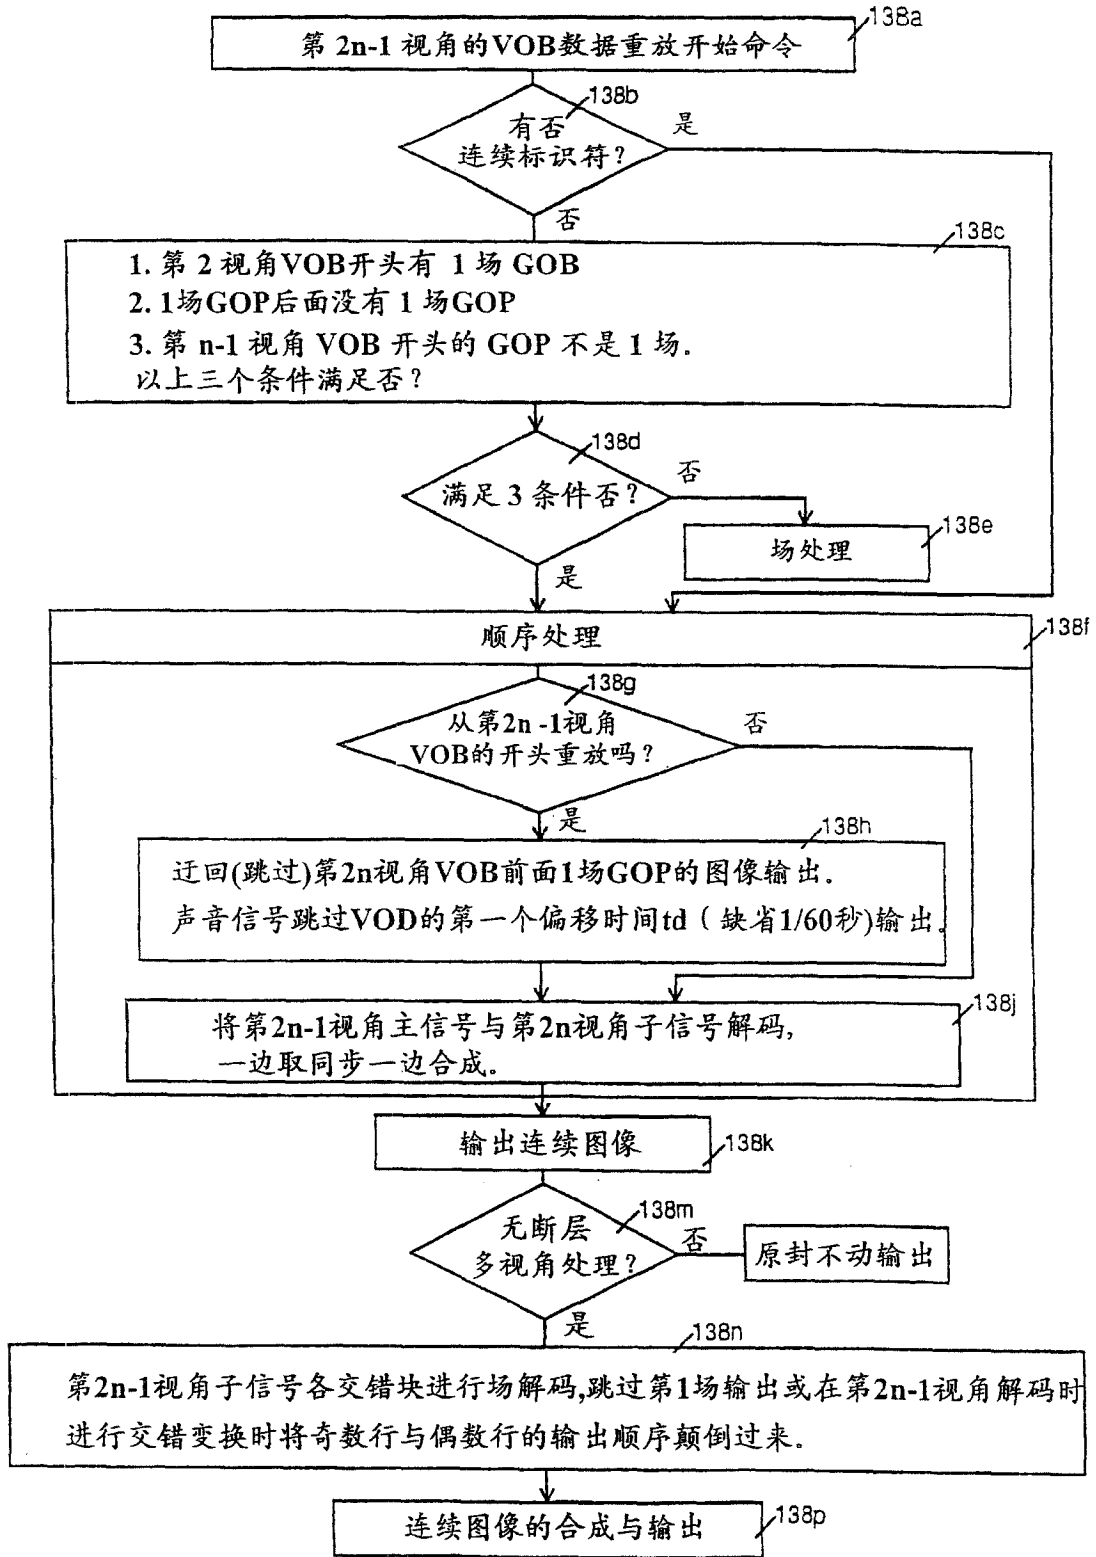 138a
第 2n-1 视角的VOB数据重放开始命令
138b
有否
连续标识符？
是
否
138c
1. 第 2 视角VOB开头有 1 场 GOB
2. 1场GOP后面没有 1 场GOP
3. 第 n-1 视角 VOB 开头的 GOP 不是 1 场.
以上三个条件满足否？
138d
满足 3 条件否？
否
138e
场处理
是
顺序处理
138f
138g
从第2n -1视角
VOB的开头重放吗？
否
是
138h
迂回(跳过)第2n视角VOB前面1场GOP的图像输出.
声音信号跳过VOD的第一个偏移时间td（缺省1/60秒)输出.
138j
将第2n-1视角主信号与第2n视角子信号解码,
一边取同步一边合成。
输出连续图像
138k
138m
无断层
多视角处理？
否
原封不动输出
是
138n
第2n-1视角子信号各交错块进行场解码,跳过第1场输出或在第2n-1视角解码时
进行交错变换时将奇数行与偶数行的输出顺序颠倒过来。
连续图像的合成与输出
138p